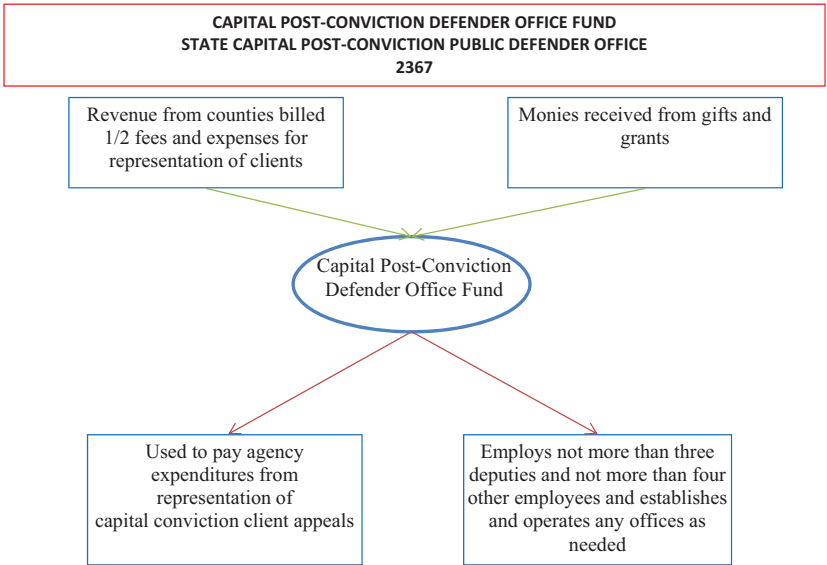 CAPITAL POST-CONVICTION DEFENDER OFFICE FUND
STATE CAPITAL POST-CONVICTION PUBLIC DEFENDER OFFICE
2367
Revenue from counties billed
1/2 fees and expenses for
representation of clients
Monies received from gifts and
grants
Capital Post-Conviction
Defender Office Fund
Used to pay agency
expenditures from
representation of
capital conviction client appeals
Employs not more than three
deputies and not more than four
other employees and establishes
and operates any offices as
needed